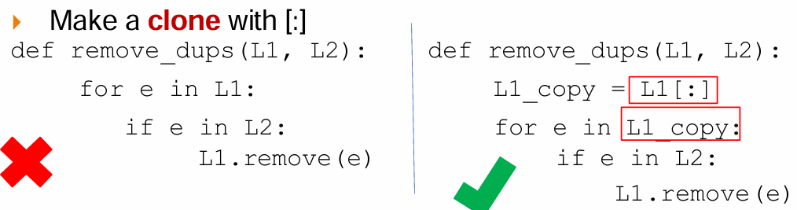 Make a clone with [:]
def remove_dups(L1, L2):
for e in L1:
if e in L2:
L1.remove(e)
def remove_dups(L1, L2):
L1_copy = L1[:]
for e in L1_copy:
if e in L2:
L1.remove(e)